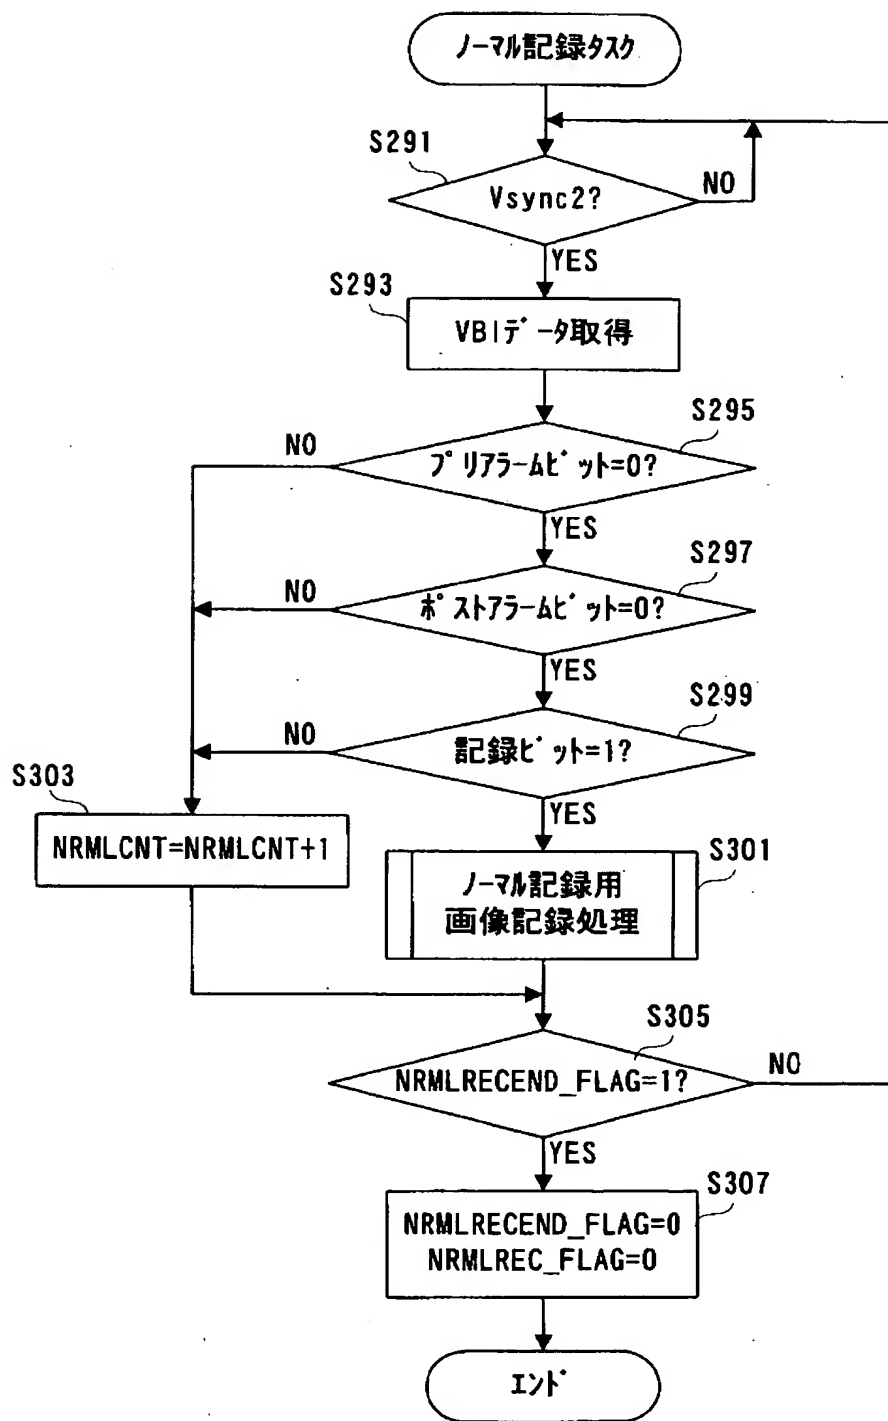 ノーマル記録タスク
S291
Vsync2?
NO
YES
S293
VBIデータ取得
S295
NO
プリアラームビット=0?
YES
S297
NO
ポストアラームビット=0?
YES
S299
NO
記録ビット=1?
YES
S303
NRMLCNT=NRMLCNT+1
S301
ノーマル記録用
画像記録処理
S305
NRMLRECEND_FLAG=1?
NO
YES
S307
NRMLRECEND_FLAG=0
NRMLREC_FLAG=0
エンド